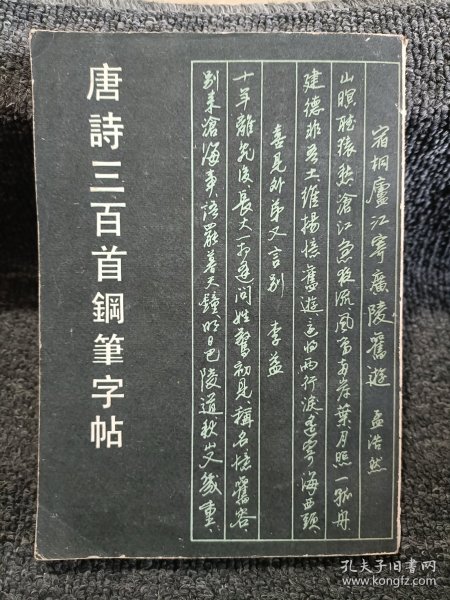 唐詩三百首鋼筆字帖
宿桐廬江寄廣陵舊遊 孟浩然
山暝聽猿愁滄江急夜流風鳴兩岸葉月照一孤舟
建德非吾土維揚憶舊遊還將兩行淚遙寄海西頭
喜見外弟又言別 李益
十年離亂後、長大一相逢問姓驚初見、稱名憶舊容、
別來滄海事、語罷暮天鐘明日巴陵道秋山又幾重、
孔夫子旧书网
www.kongfz.com